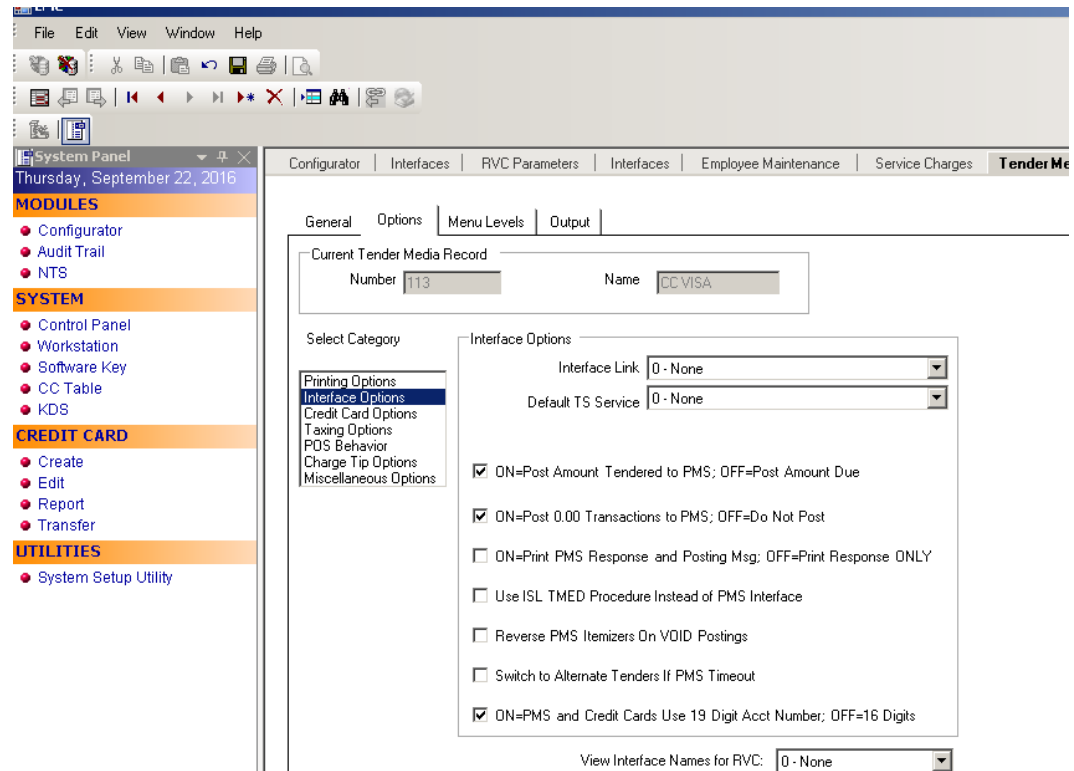 File Edit View Window Help
System Panel
Thursday, September 22, 2016
MODULES
Configurator
Audit Trail
NTS
SYSTEM
Control Panel
Workstation
Software Key
CC Table
KDS
CREDIT CARD
Create
Edit
Report
Transfer
UTILITIES
System Setup Utility
Configurator | Interfaces | RVC Parameters | Interfaces | Employee Maintenance | Service Charges Tender Me
General Options Menu Levels Output
Current Tender Media Record
Number 113 Name CC VISA
Select Category
Printing Options
Interface Options
Credit Card Options
Taxing Options
POS Behavior
Charge Tip Options
Miscellaneous Options
Interface Options
Interface Link 0 - None
Default TS Service 0 - None
ON=Post Amount Tendered to PMS; OFF=Post Amount Due
ON=Post 0.00 Transactions to PMS; OFF=Do Not Post
ON=Print PMS Response and Posting Msg; OFF=Print Response ONLY
Use ISL TMED Procedure Instead of PMS Interface
Reverse PMS Itemizers On VOID Postings
Switch to Alternate Tenders If PMS Timeout
ON=PMS and Credit Cards Use 19 Digit Acct Number; OFF=16 Digits
View Interface Names for RVC: 0 - None